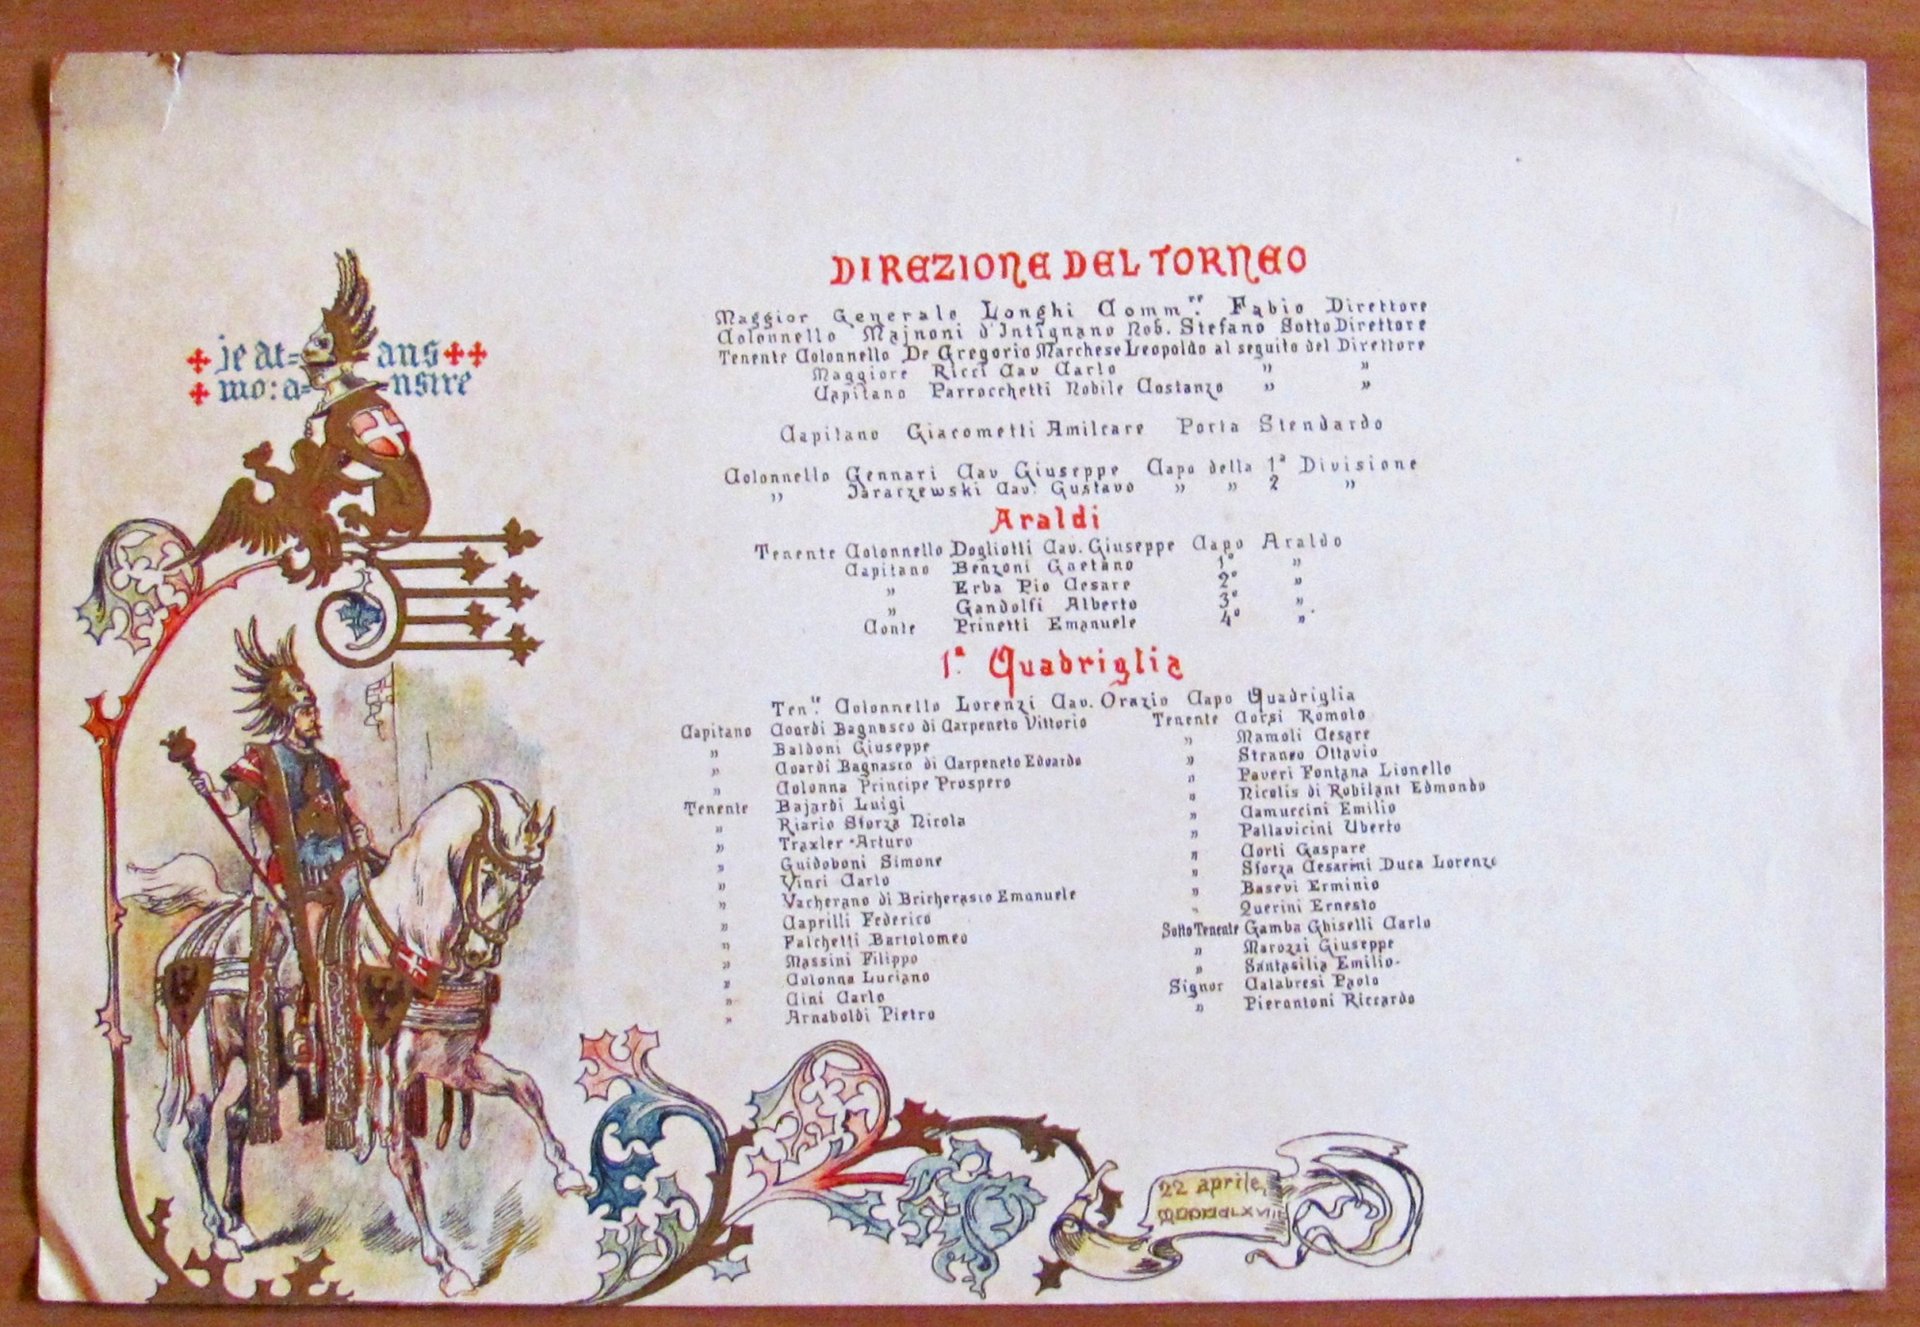 je at= ans
mo: a= nsire
DIREZIONE DEL TORNEO
Maggior Generale Longhi Comm.re Fabio Direttore
Colonnello Majnoni d'Intignano Nob. Stefano Sotto Direttore
Tenente Colonnello De Gregorio Marchese Leopoldo al seguito del Direttore
Maggiore Ricci Cav Carlo " "
Capitano Parrocchetti Nobile Costanzo " "
Capitano Giacometti Amilcare Porta Stendardo
Colonnello Gennari Cav Giuseppe Capo della 1ª Divisione
" Jaraczewski Cav. Gustavo " " 2 "
Araldi
Tenente Colonnello Dogliotti Cav. Giuseppe Capo Araldo
Capitano Benzoni Gaetano 1° "
" Erba Pio Cesare 2° "
" Gandolfi Alberto 3° "
Conte Prinetti Emanuele 4° "
1ª Quadriglia
Ten.te Colonnello Lorenzi Cav. Orazio Capo Quadriglia
Capitano Coardi Bagnasco di Carpeneto Vittorio
" Baldoni Giuseppe
" Coardi Bagnasco di Carpeneto Edoardo
" Colonna Principe Prospero
Tenente Bajardi Luigi
" Riario Sforza Nicola
" Traxler Arturo
" Guidoboni Simone
" Vinci Carlo
" Vacherano di Bricherasio Emanuele
" Caprilli Federico
" Falchetti Bartolomeo
" Massini Filippo
" Colonna Luciano
" Cini Carlo
" Arnaboldi Pietro
Tenente Corsi Romolo
" Mamoli Cesare
" Straneo Ottavio
" Paveri Fontana Lionello
" Nicolis di Robilant Edmondo
" Camuccini Emilio
" Pallavicini Uberto
" Corti Gaspare
" Sforza Cesarini Duca Lorenzo
" Basevi Erminio
" Querini Ernesto
Sotto Tenente Gamba Ghiselli Carlo
" Marozzi Giuseppe
" Santasilia Emilio
Signor Calabresi Paolo
" Pierantoni Riccardo
22 aprile,